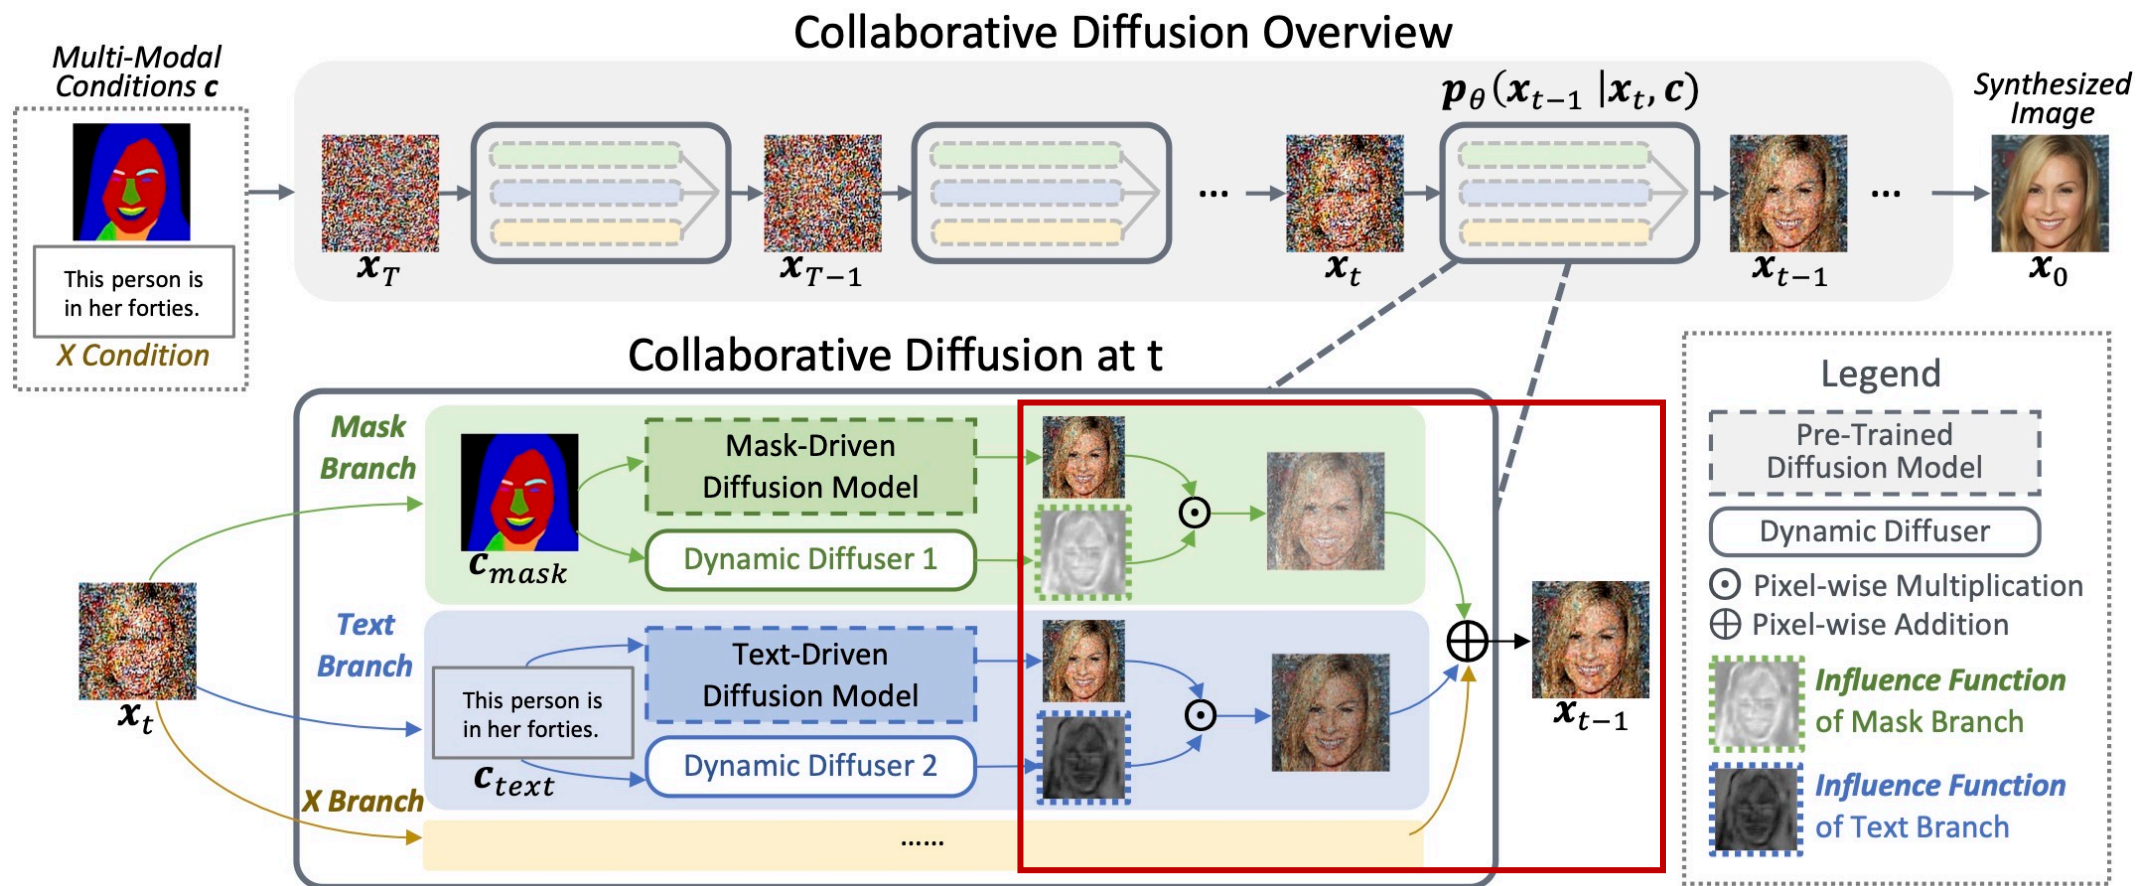 Collaborative Diffusion Overview
Multi-Modal
Conditions c
This person is
in her forties.
X Condition
x_T
x_{T-1}
...
x_t
p_θ(x_{t-1} |x_t, c)
x_{t-1}
...
Synthesized
Image
x_0
Collaborative Diffusion at t
Mask
Branch
c_{mask}
Mask-Driven
Diffusion Model
Dynamic Diffuser 1
Text
Branch
This person is
in her forties.
c_{text}
Text-Driven
Diffusion Model
Dynamic Diffuser 2
x_t
X Branch
......
x_{t-1}
Legend
Pre-Trained
Diffusion Model
Dynamic Diffuser
⊙ Pixel-wise Multiplication
⊕ Pixel-wise Addition
Influence Function
of Mask Branch
Influence Function
of Text Branch